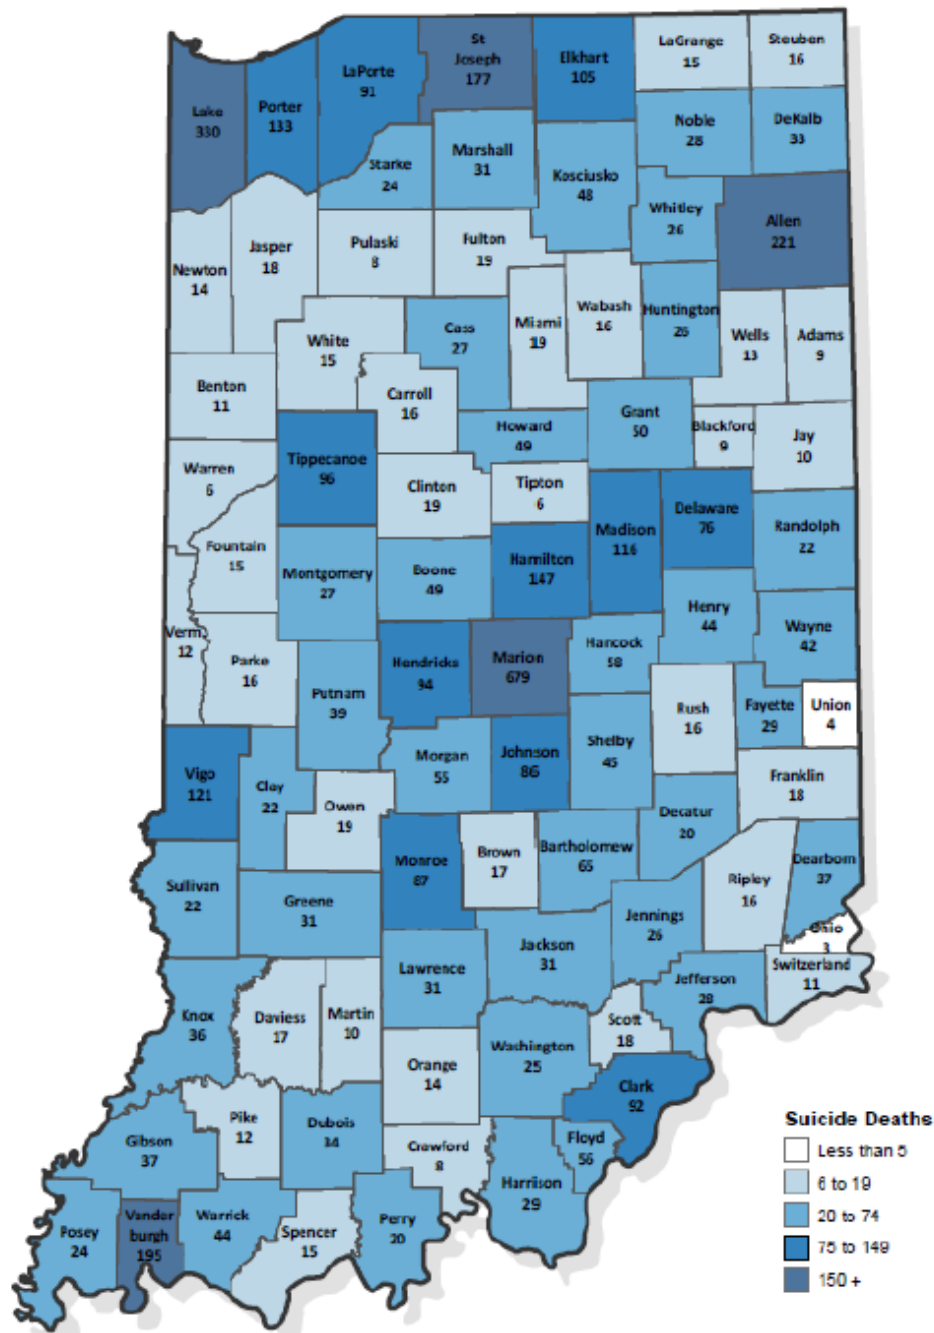 St
Joseph
177
Elkhart
105
LaGrange
15
Steuben
16
LaPorte
91
Lake
330
Porter
133
Noble
28
DeKalb
33
Starke
24
Marshall
31
Kosciusko
48
Whitley
26
Allen
221
Newton
14
Jasper
18
Pulaski
8
Fulton
19
Miami
19
Wabash
16
Huntington
Wells
13
Adams
9
White
15
Cass
27
Benton
11
Carroll
16
Howard
49
Grant
50
Blackford
9
Jay
10
Warren
6
Tippecanoe
96
Clinton
19
Tipton
6
Madison
116
Delaware
76
Randolph
22
Fountain
15
Montgomery
27
Boone
49
Hamilton
147
Henry
44
Wayne
42
Verm.
12
Parke
16
Putnam
39
Hendricks
94
Marion
679
Hancock
58
Rush
16
Fayette
29
Union
4
Vigo
121
Clay
22
Owen
19
Morgan
55
Johnson
86
Shelby
45
Decatur
20
Franklin
18
Sullivan
22
Greene
31
Monroe
87
Brown
17
Bartholomew
65
Jennings
26
Ripley
16
Dearborn
37
Ohio
3
Switzerland
11
Knox
36
Daviess
17
Martin
10
Lawrence
31
Jackson
31
Jefferson
28
Scott
18
Orange
14
Washington
25
Clark
92
Gibson
37
Pike
12
Dubois
34
Crawford
8
Harrison
29
Floyd
56
Posey
24
Vander
burgh
195
Warrick
44
Spencer
15
Perry
20
Suicide Deaths
Less than 5
6 to 19
20 to 74
75 to 149
150 +